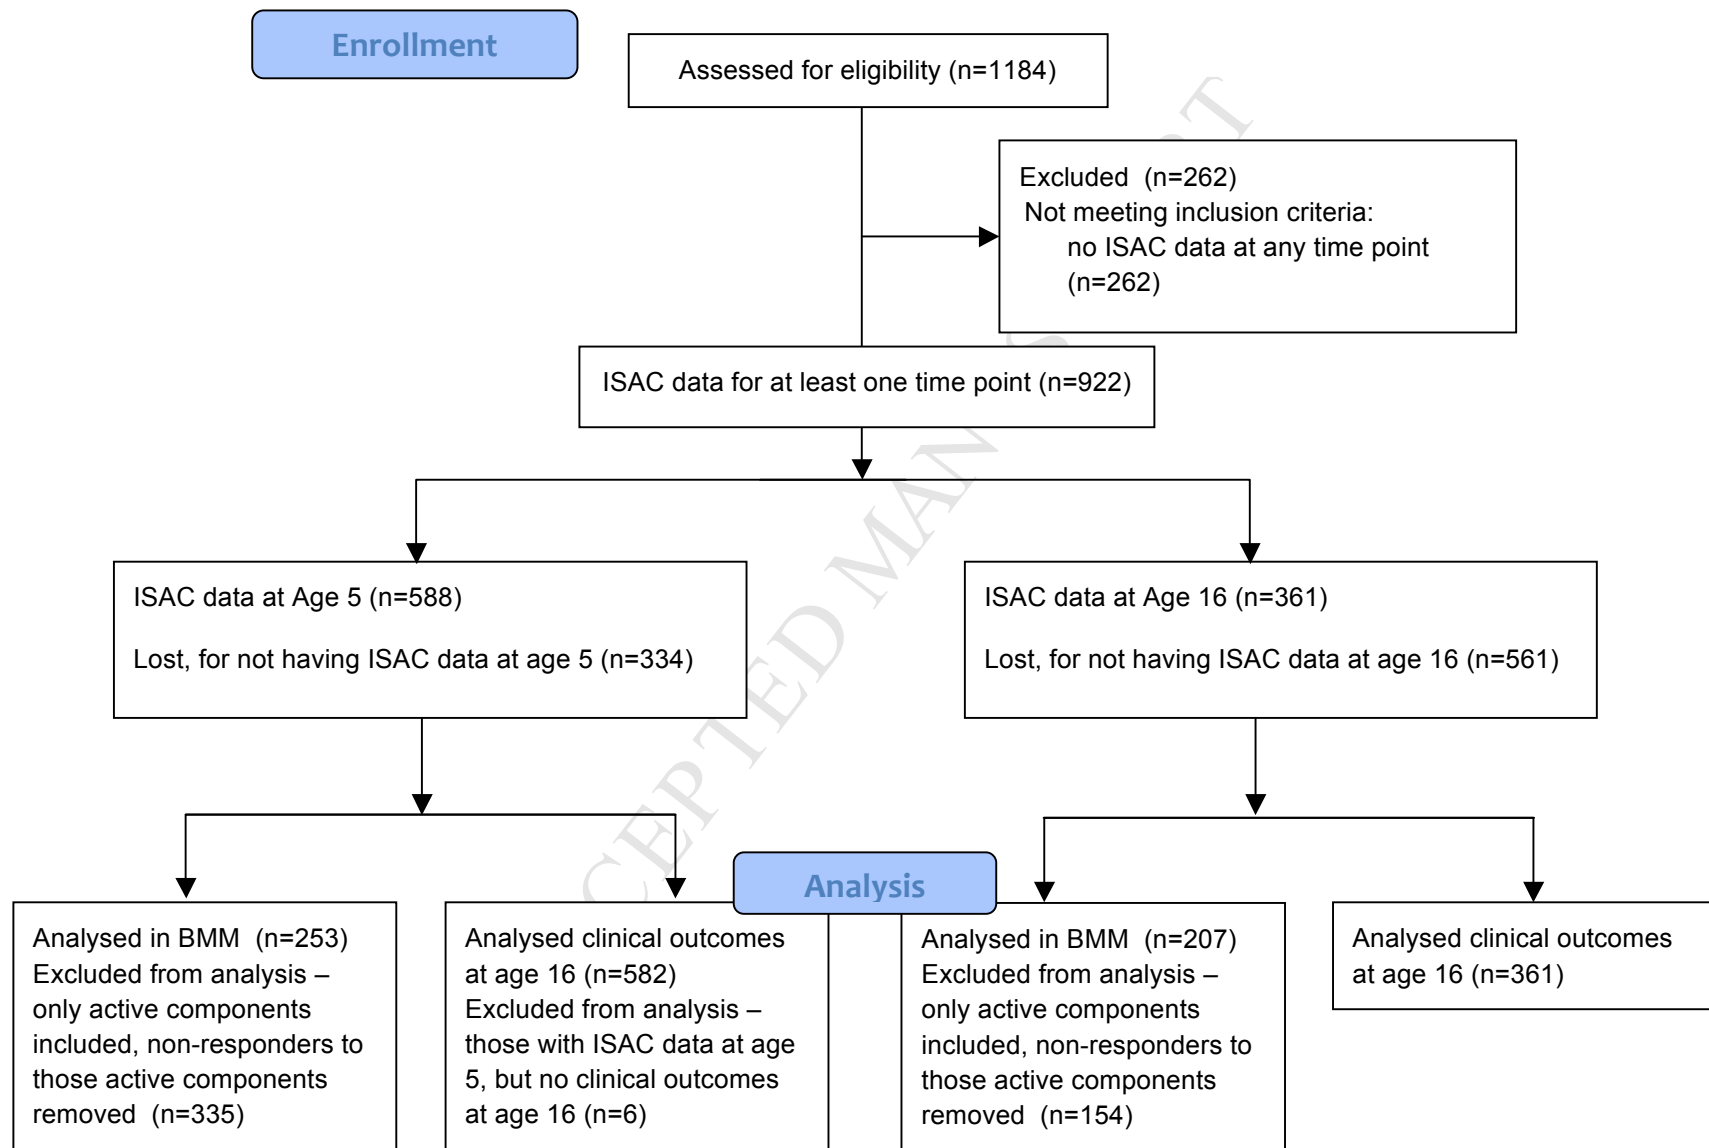 Enrollment
Assessed for eligibility (n=1184)
Excluded (n=262)
Not meeting inclusion criteria:
no ISAC data at any time point
(n=262)
ISAC data for at least one time point (n=922)
ISAC data at Age 5 (n=588)
Lost, for not having ISAC data at age 5 (n=334)
ISAC data at Age 16 (n=361)
Lost, for not having ISAC data at age 16 (n=561)
Analysis
Analysed in BMM (n=253)
Excluded from analysis –
only active components
included, non-responders to
those active components
removed (n=335)
Analysed clinical outcomes
at age 16 (n=582)
Excluded from analysis –
those with ISAC data at age
5, but no clinical outcomes
at age 16 (n=6)
Analysed in BMM (n=207)
Excluded from analysis –
only active components
included, non-responders to
those active components
removed (n=154)
Analysed clinical outcomes
at age 16 (n=361)